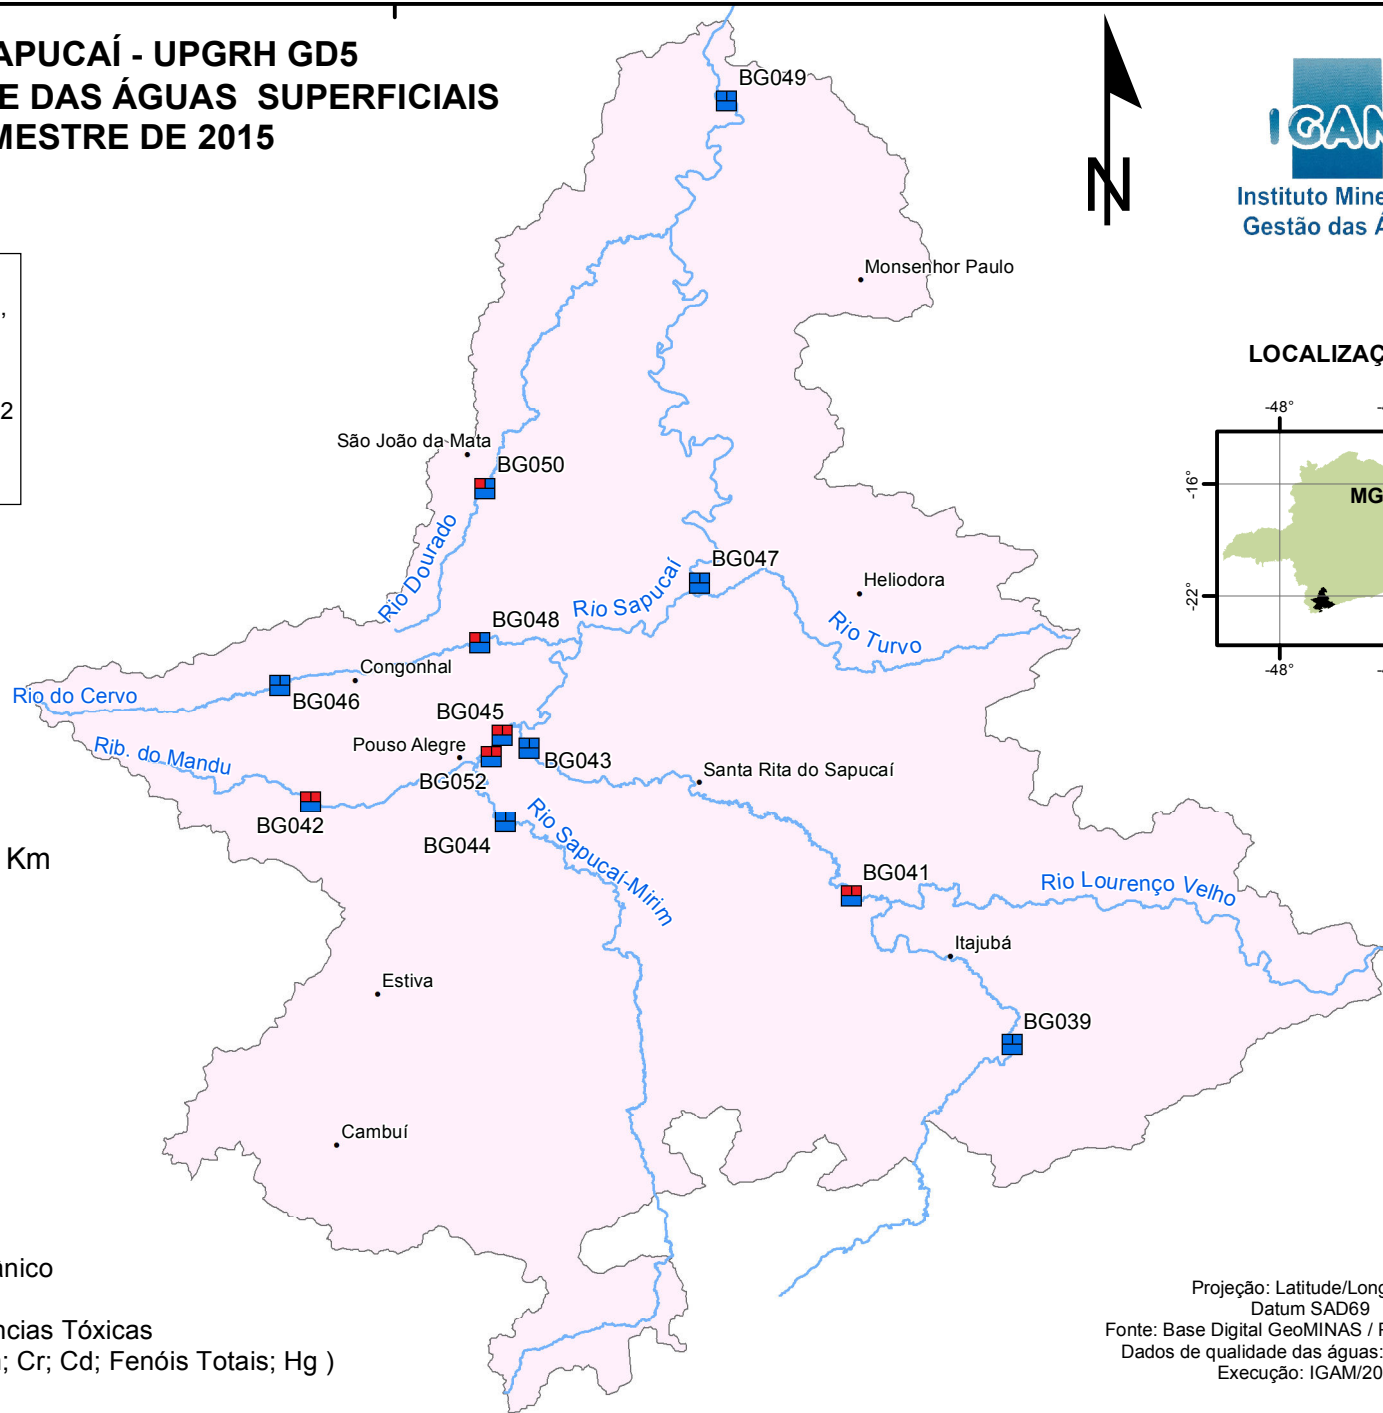 APUCAÍ - UPGRH GD5
E DAS ÁGUAS SUPERFICIAIS
MESTRE DE 2015
BG049
N
IGAM
Instituto Mine
Gestão das Á
,
2
Monsenhor Paulo
LOCALIZAÇ
-48°
-16°
MG
-22°
-48°
São João da Mata
BG050
Rio Dourado
BG047
Rio Sapucaí
Heliodora
Rio Turvo
BG048
Congonhal
Rio do Cervo
BG046
BG045
Rib. do Mandu
Pouso Alegre
BG043
BG052
Santa Rita do Sapucaí
BG042
BG044
Rio Sapucaí-Mirim
Km
BG041
Rio Lourenço Velho
Itajubá
Estiva
BG039
Cambuí
ânico
ncias Tóxicas
; Cr; Cd; Fenóis Totais; Hg )
Projeção: Latitude/Long
Datum SAD69
Fonte: Base Digital GeoMINAS /
Dados de qualidade das águas:
Execução: IGAM/20